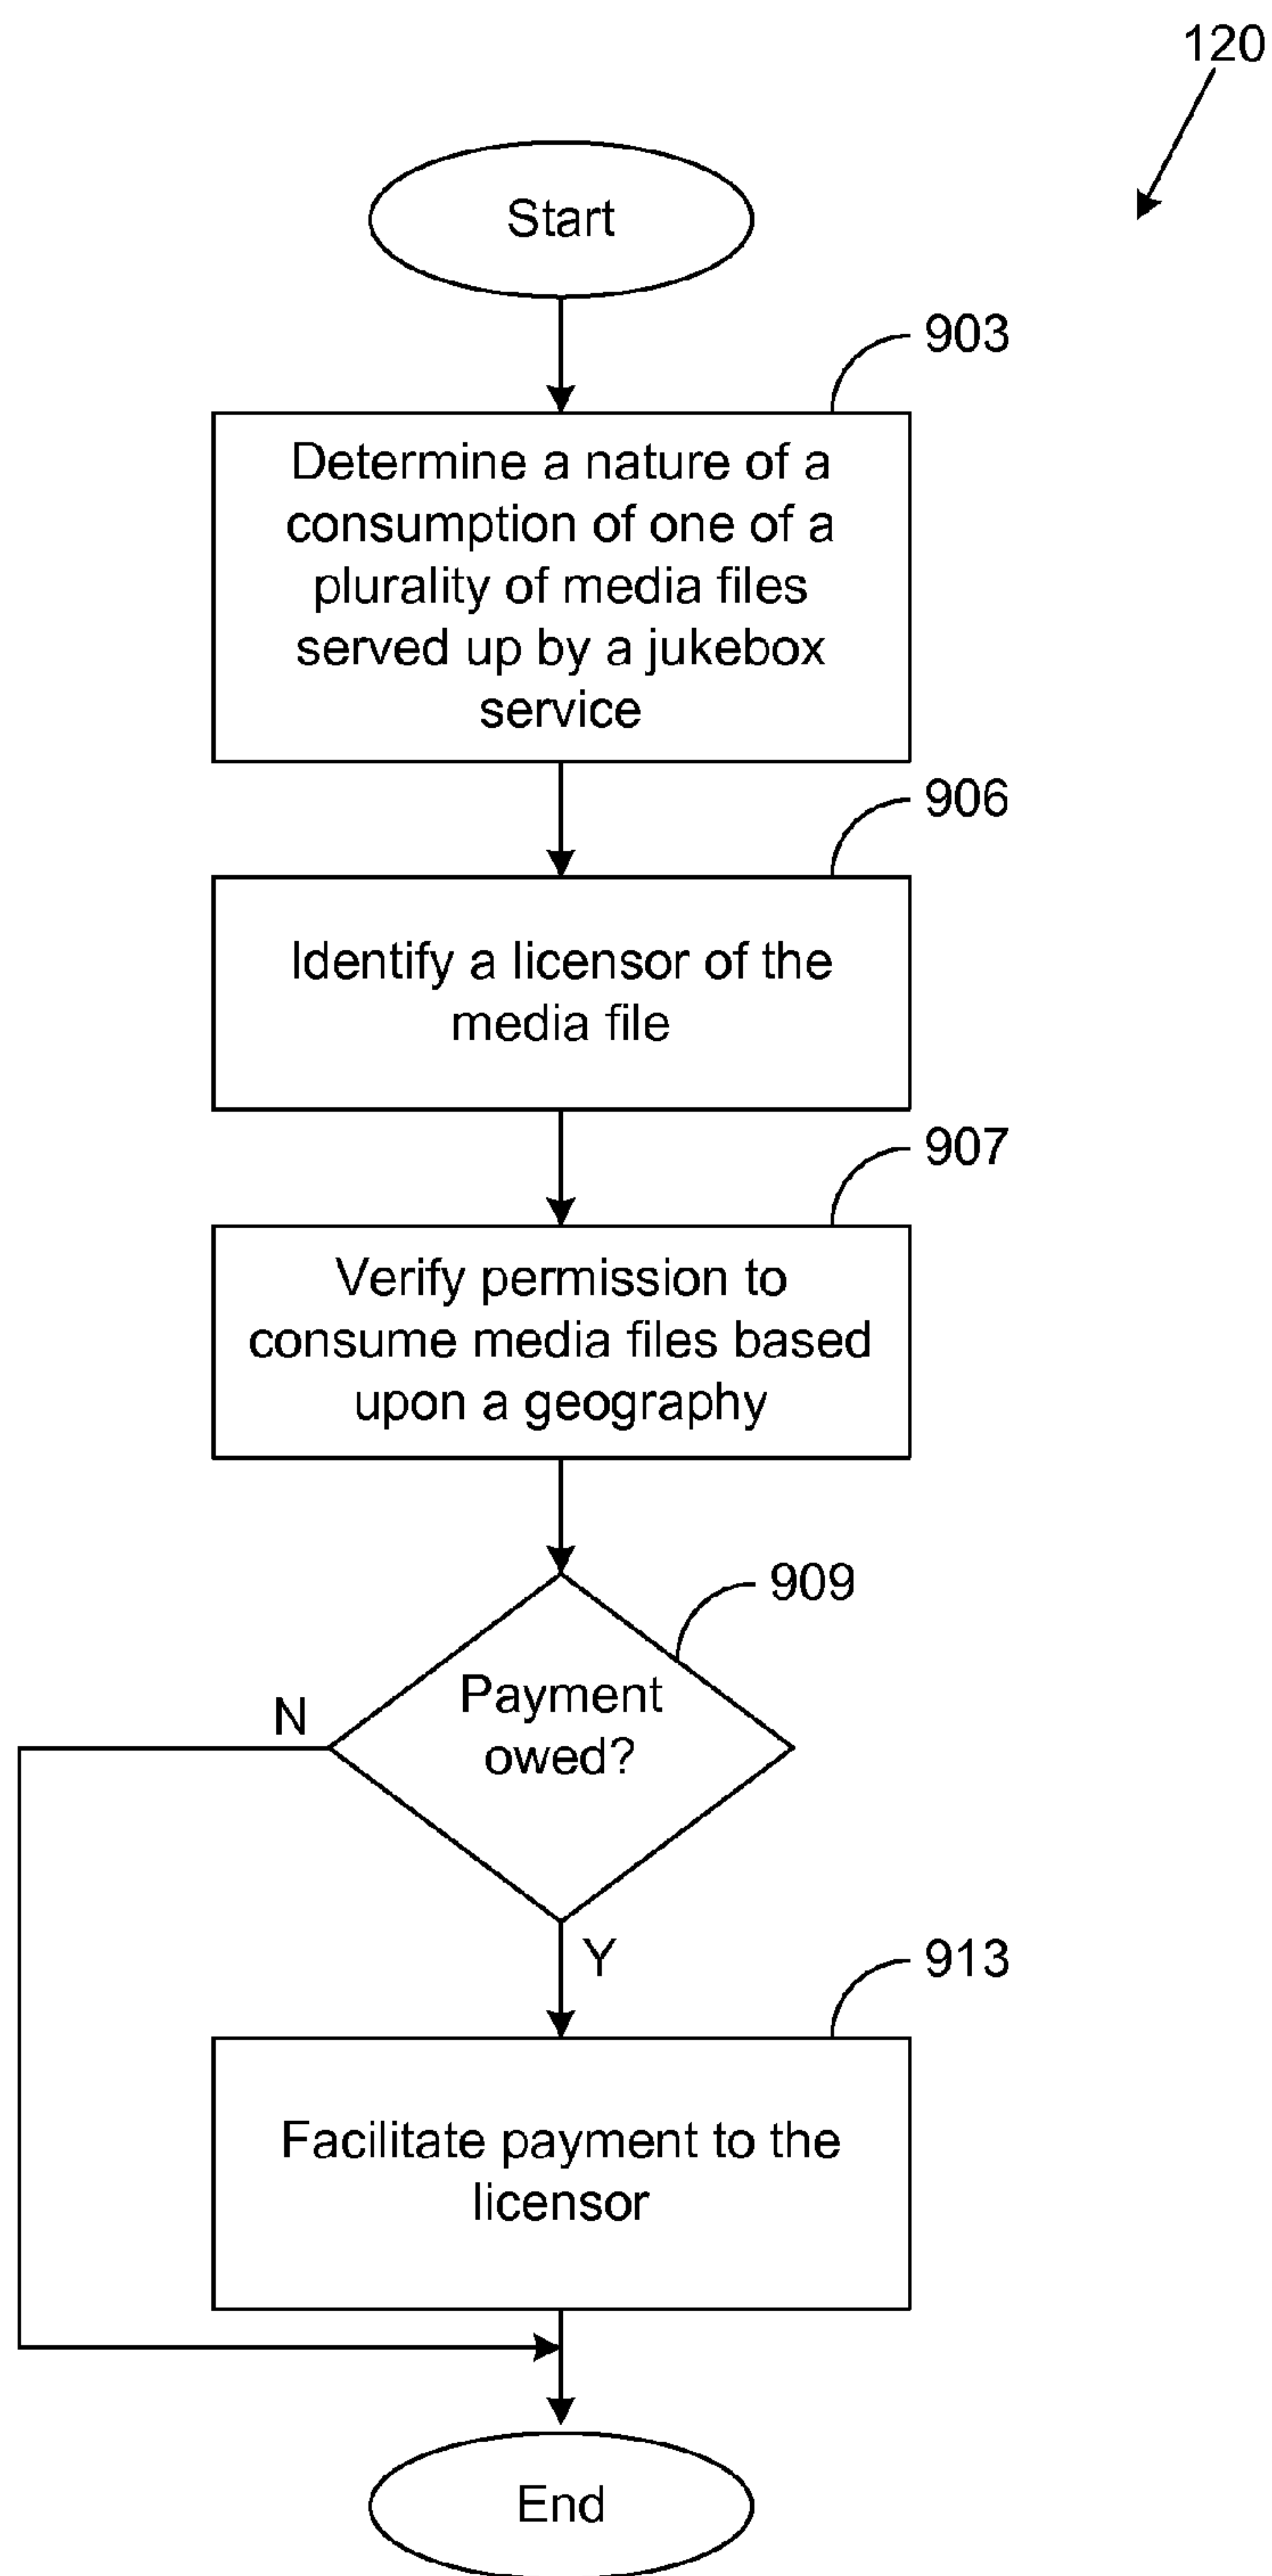 120
Start
903
Determine a nature of a
consumption of one of a
plurality of media files
served up by a jukebox
service
906
Identify a licensor of the
media file
907
Verify permission to
consume media files based
upon a geography
909
Payment
owed?
N
Y
913
Facilitate payment to the
licensor
End